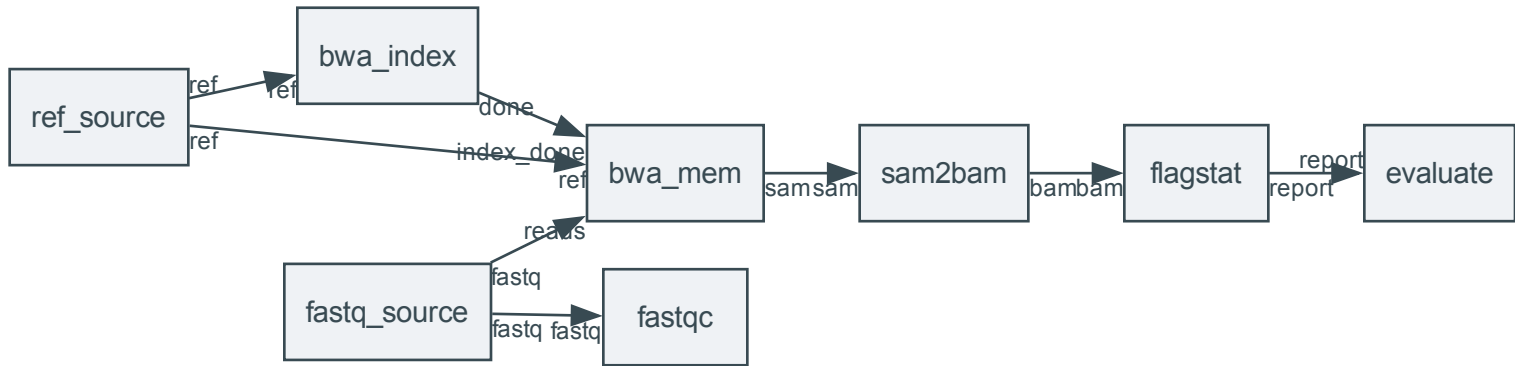 ref_source
ref
ref
bwa_index
ref
done
index_done
ref
bwa_mem
reads
fastq_source
fastq
fastq
fastq
fastqc
sam
sam
sam2bam
bam
bam
flagstat
report
report
evaluate